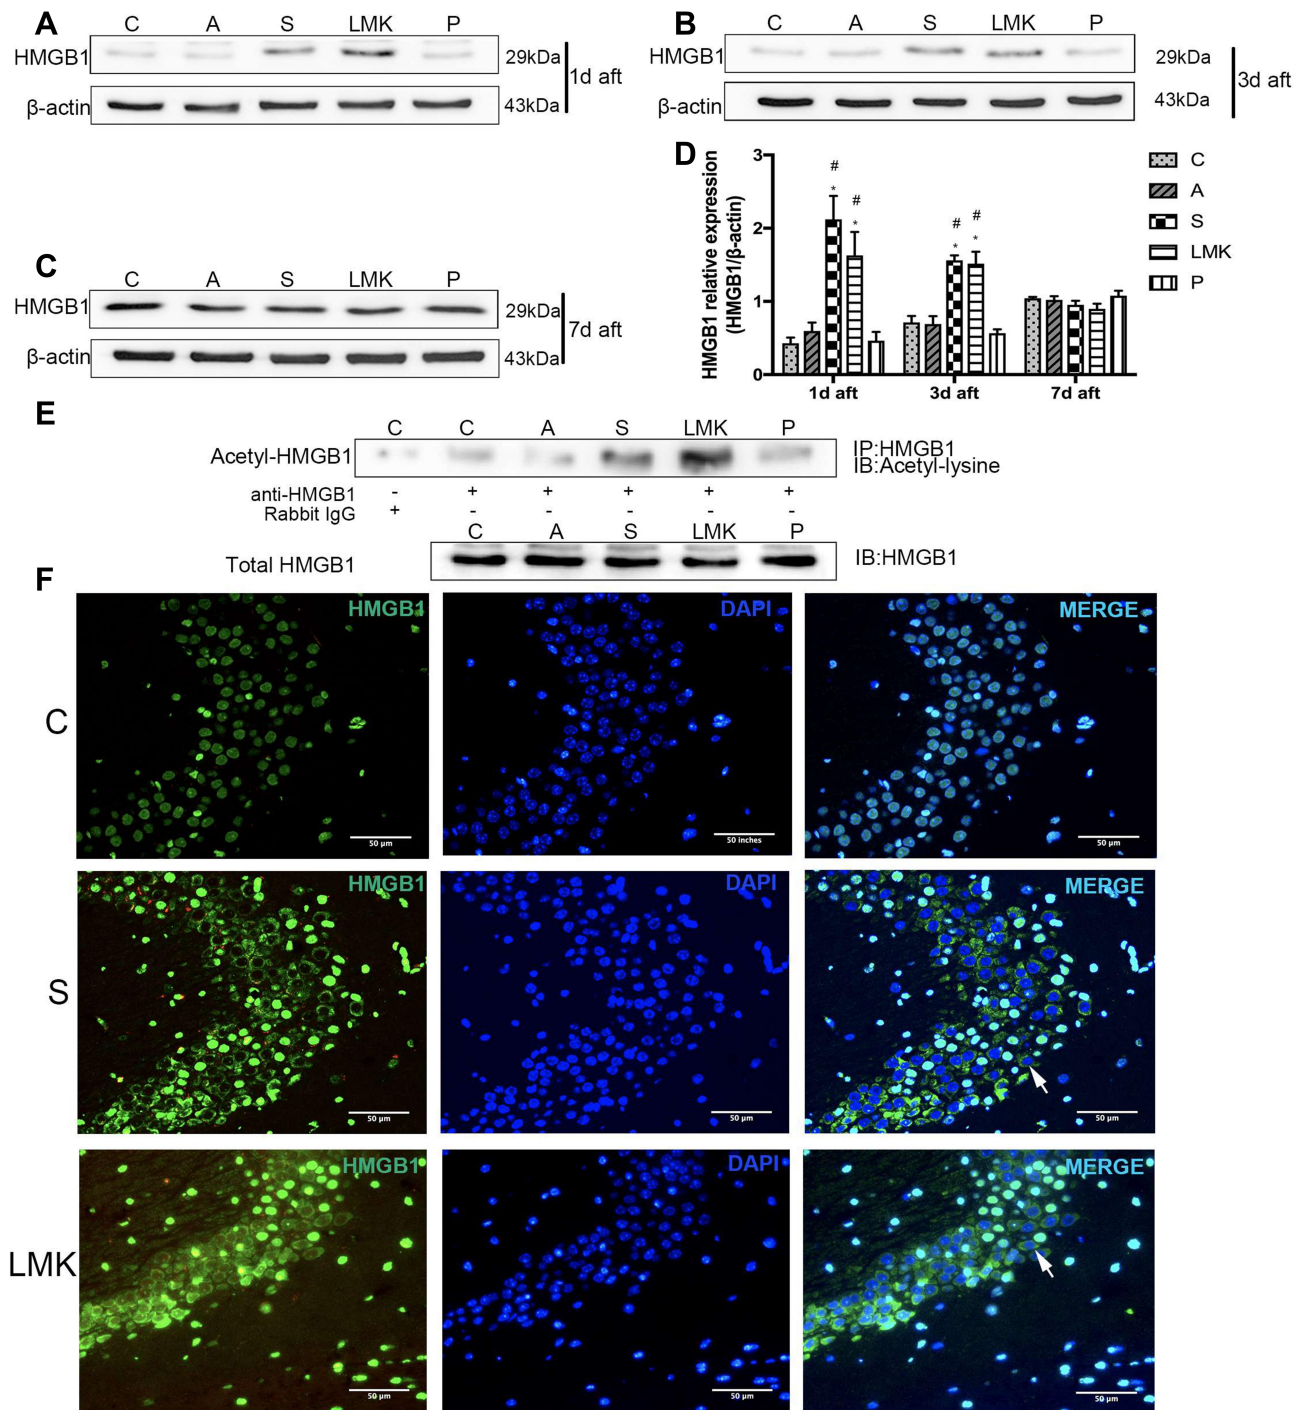 A
C A S LMK P
HMGB1 29kDa
β-actin 43kDa
1d aft
B
C A S LMK P
HMGB1 29kDa
β-actin 43kDa
3d aft
C
C A S LMK P
HMGB1 29kDa
β-actin 43kDa
7d aft
D
HMGB1 relative expression
(HMGB1/β-actin)
3
2
1
0
# # # #
* * * *
1d aft 3d aft 7d aft
C
A
S
LMK
P
E
C C A S LMK P
Acetyl-HMGB1
IP:HMGB1
IB:Acetyl-lysine
anti-HMGB1 - + + + + +
Rabbit IgG + - - - - -
C A S LMK P
Total HMGB1 IB:HMGB1
F
HMGB1 DAPI MERGE
C
50 µm 50 inches 50 µm
HMGB1 DAPI MERGE
S
50 µm 50 µm 50 µm
HMGB1 DAPI MERGE
LMK
50 µm 50 µm 50 µm